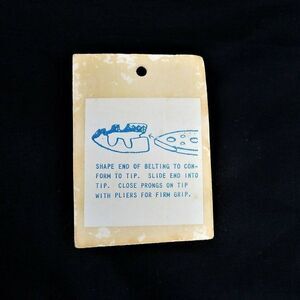 SHAPE END OF BELTING TO CON-
FORM TO TIP. SLIDE END INTO
TIP. CLOSE PRONGS ON TIP
WITH PLIERS FOR FIRM GRIP.